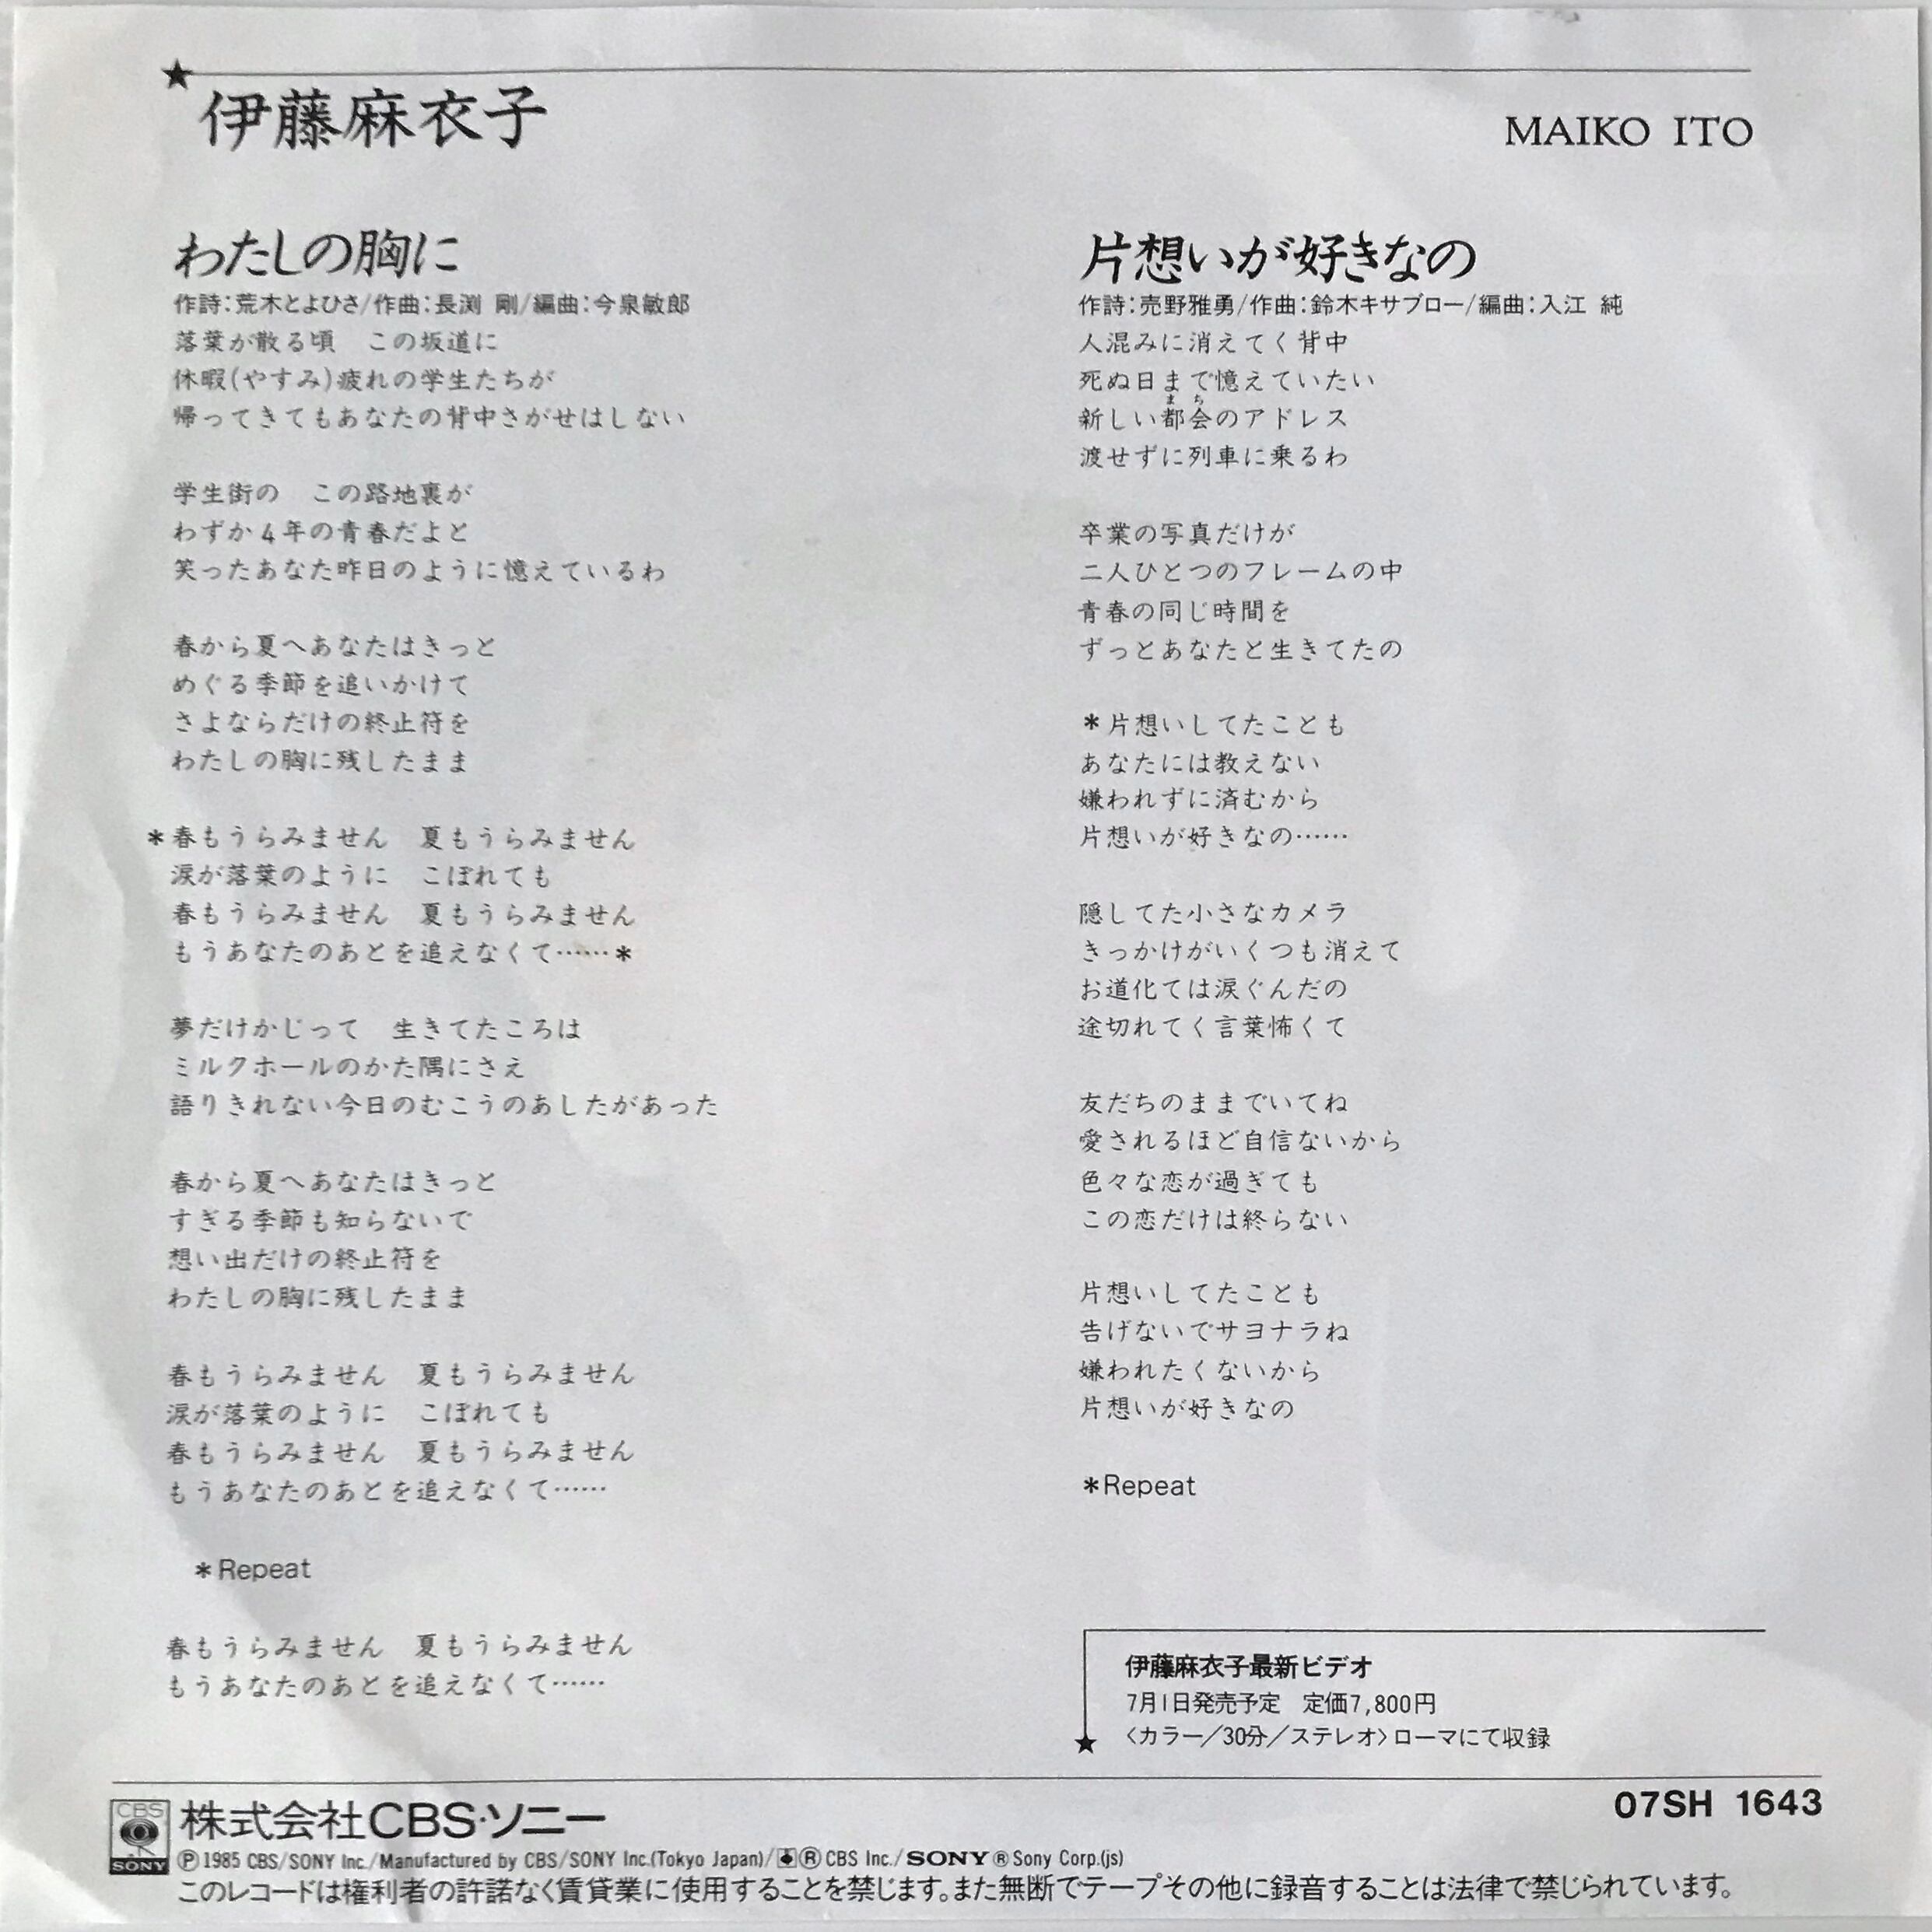 ★伊藤麻衣子
MAIKO ITO
わたしの胸に
作詩:荒木とよひさ/作曲:長渕 剛/編曲:今泉敏郎
落葉が散る頃　この坂道に
休暇(やすみ)疲れの学生たちが
帰ってきてもあなたの背中さがせはしない
学生街の　この路地裏が
わずか4年の青春だよと
笑ったあなた昨日のように憶えているわ
春から夏へあなたはきっと
めぐる季節を追いかけて
さよならだけの終止符を
わたしの胸に残したまま
*春もうらみません　夏もうらみません
涙が落葉のように　こぼれても
春もうらみません　夏もうらみません
もうあなたのあとを追えなくて……*
夢だけかじって　生きてたころは
ミルクホールのかた隅にさえ
語りきれない今日のむこうのあしたがあった
春から夏へあなたはきっと
すぎる季節も知らないで
想い出だけの終止符を
わたしの胸に残したまま
春もうらみません　夏もうらみません
涙が落葉のように　こぼれても
春もうらみません　夏もうらみません
もうあなたのあとを追えなくて……
*Repeat
春もうらみません　夏もうらみません
もうあなたのあとを追えなくて……
片想いが好きなの
作詩:売野雅勇/作曲:鈴木キサブロー/編曲:入江 純
人混みに消えてく背中
死ぬ日まで憶えていたい
まち
新しい都会のアドレス
渡せずに列車に乗るわ
卒業の写真だけが
二人ひとつのフレームの中
青春の同じ時間を
ずっとあなたと生きてたの
*片想いしてたことも
あなたには教えない
嫌われずに済むから
片想いが好きなの……
隠してた小さなカメラ
きっかけがいくつも消えて
お道化ては涙ぐんだの
途切れてく言葉怖くて
友だちのままでいてね
愛されるほど自信ないから
色々な恋が過ぎても
この恋だけは終らない
片想いしてたことも
告げないでサヨナラね
嫌われたくないから
片想いが好きなの
*Repeat
伊藤麻衣子最新ビデオ
7月1日発売予定　定価7,800円
★〈カラー/30分/ステレオ〉ローマにて収録
CBS
SONY
株式会社CBS・ソニー
07SH 1643
Ⓟ1985 CBS/SONY Inc./Manufactured by CBS/SONY Inc.(Tokyo Japan)/®CBS Inc./SONY®Sony Corp.(js)
このレコードは権利者の許諾なく賃貸業に使用することを禁じます。また無断でテープその他に録音することは法律で禁じられています。